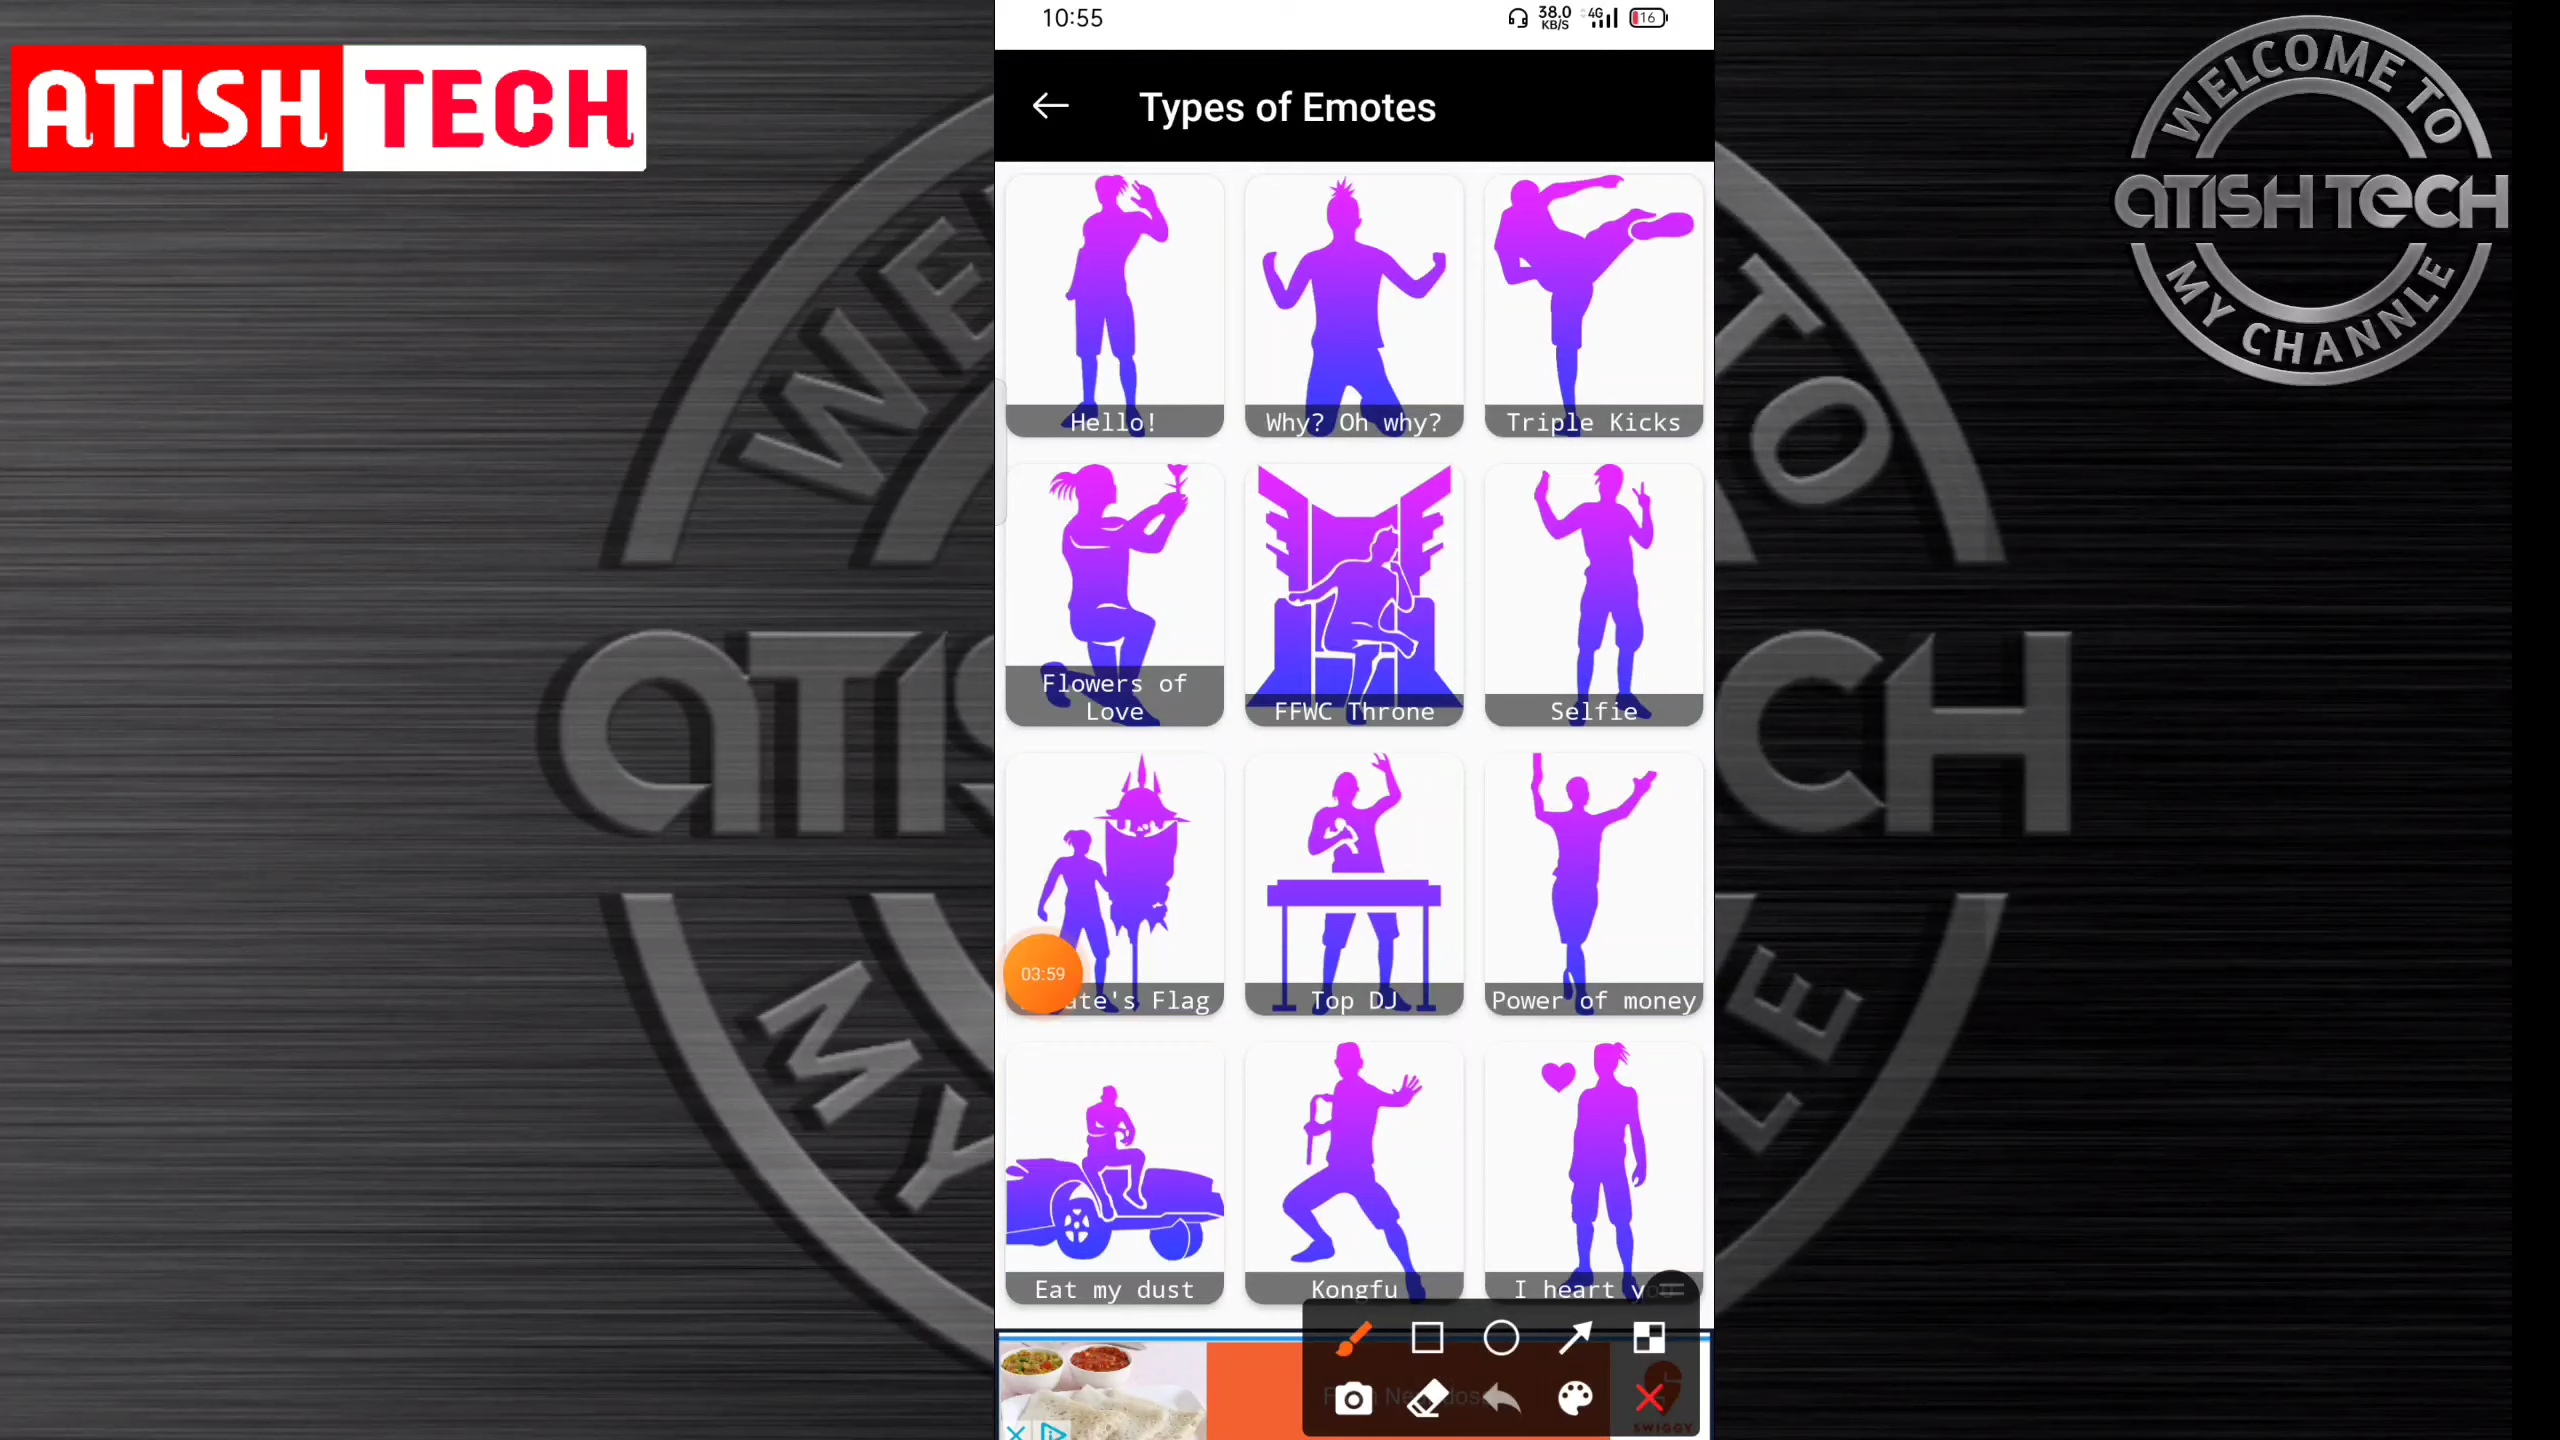 ATISH TECH
WELCOME TO
ATISH TECH
MY CHANNLE
10:55
38.0
KB/S
4G
16
Types of Emotes
Hello!
Why? Oh why?
Triple Kicks
Flowers of
Love
FFWC Throne
Selfie
03:59
Flag
Top DJ
Power of money
Eat my dust
Kongfu
I heart
SWIGGY